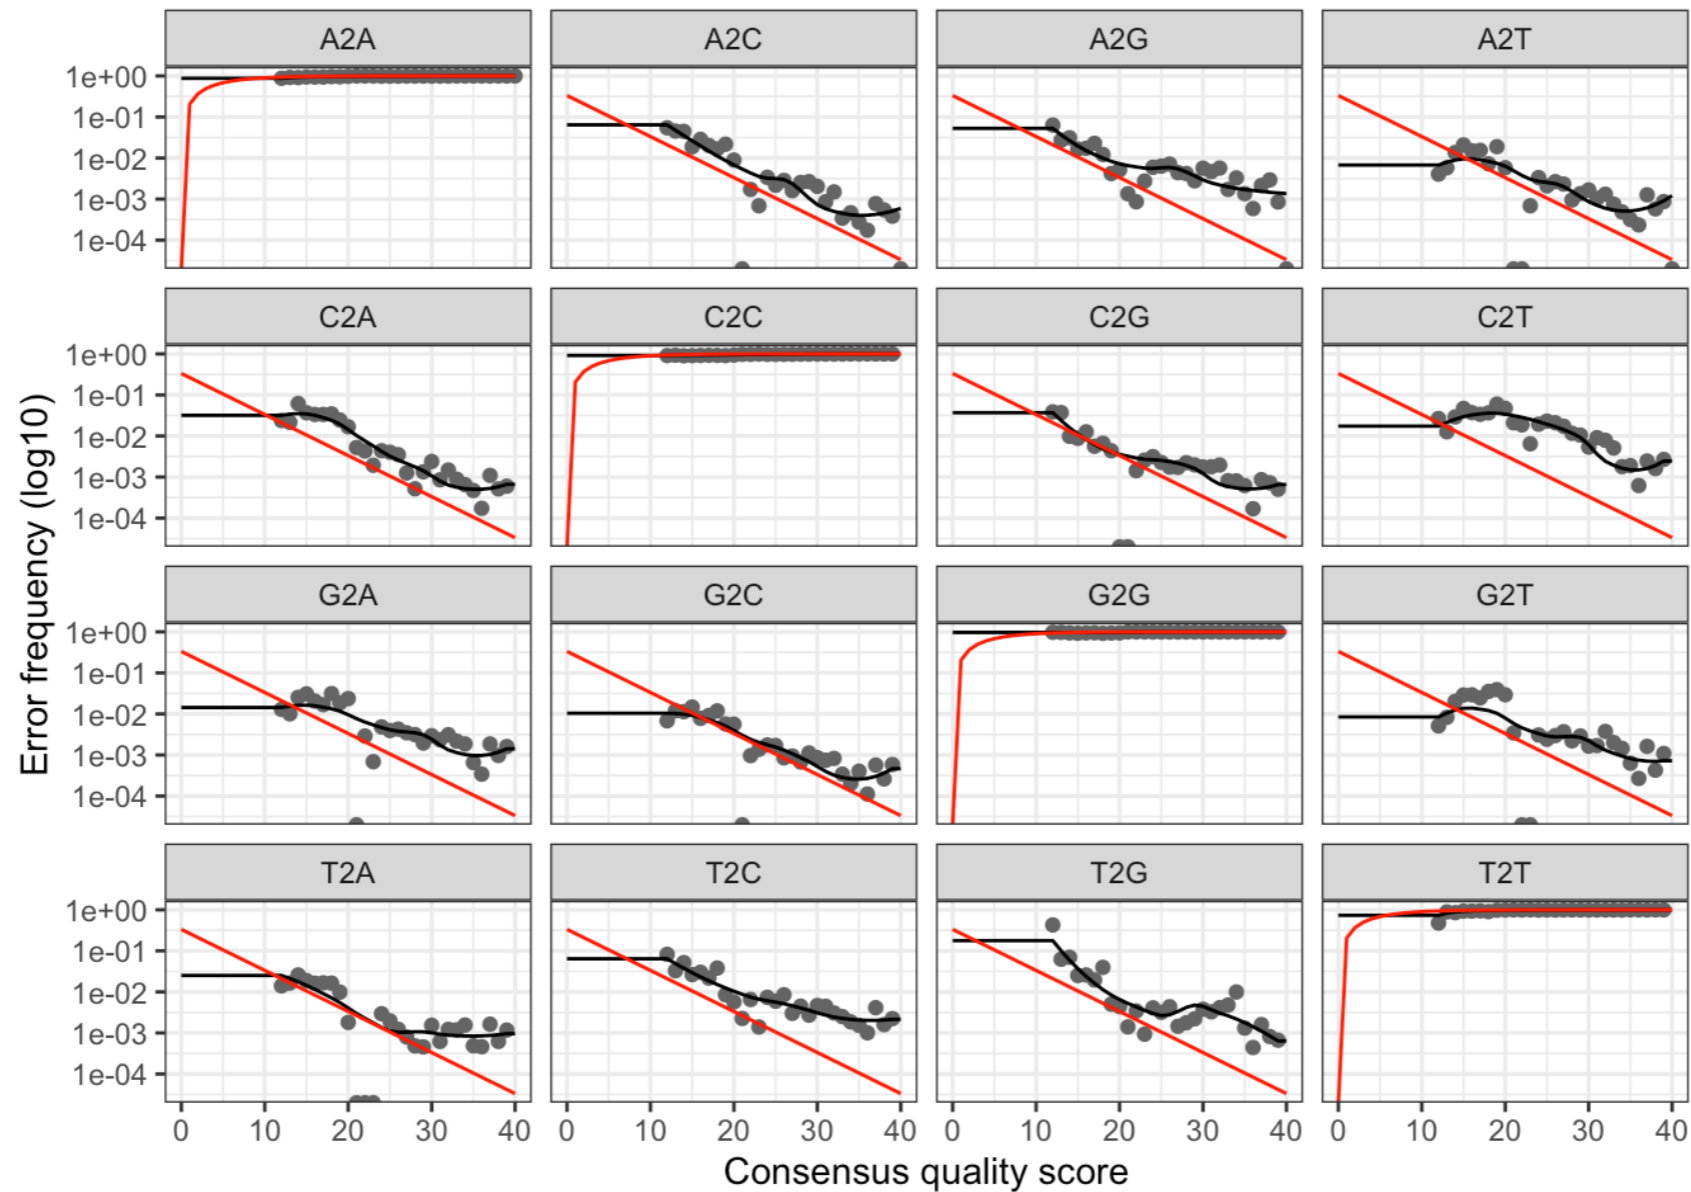 A2A A2C A2G A2T
1e+00
1e-01
1e-02
1e-03
1e-04
C2A C2C C2G C2T
1e+00
1e-01
1e-02
1e-03
1e-04
G2A G2C G2G G2T
1e+00
1e-01
1e-02
1e-03
1e-04
T2A T2C T2G T2T
1e+00
1e-01
1e-02
1e-03
1e-04
0 10 20 30 40 0 10 20 30 40 0 10 20 30 40 0 10 20 30 40
Consensus quality score
Error frequency (log10)